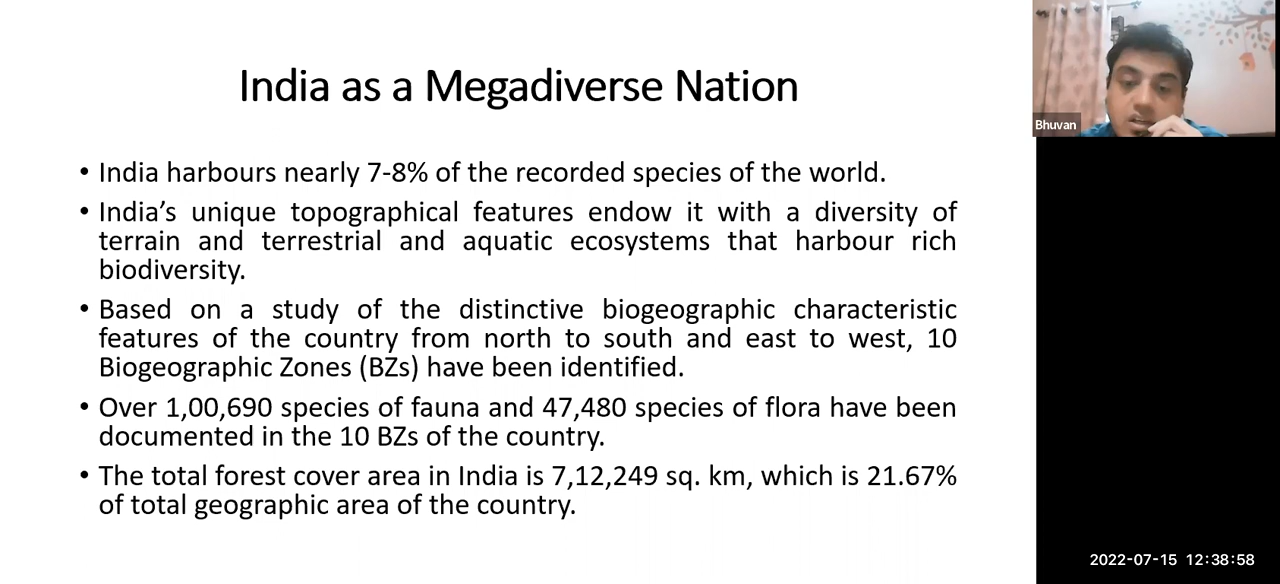 India as a Megadiverse Nation
• India harbours nearly 7-8% of the recorded species of the world.
• India’s unique topographical features endow it with a diversity of
terrain and terrestrial and aquatic ecosystems that harbour rich
biodiversity.
• Based on a study of the distinctive biogeographic characteristic
features of the country from north to south and east to west, 10
Biogeographic Zones (BZs) have been identified.
• Over 1,00,690 species of fauna and 47,480 species of flora have been
documented in the 10 BZs of the country.
• The total forest cover area in India is 7,12,249 sq. km, which is 21.67%
of total geographic area of the country.
Bhuvan
2022-07-15 12:38:58